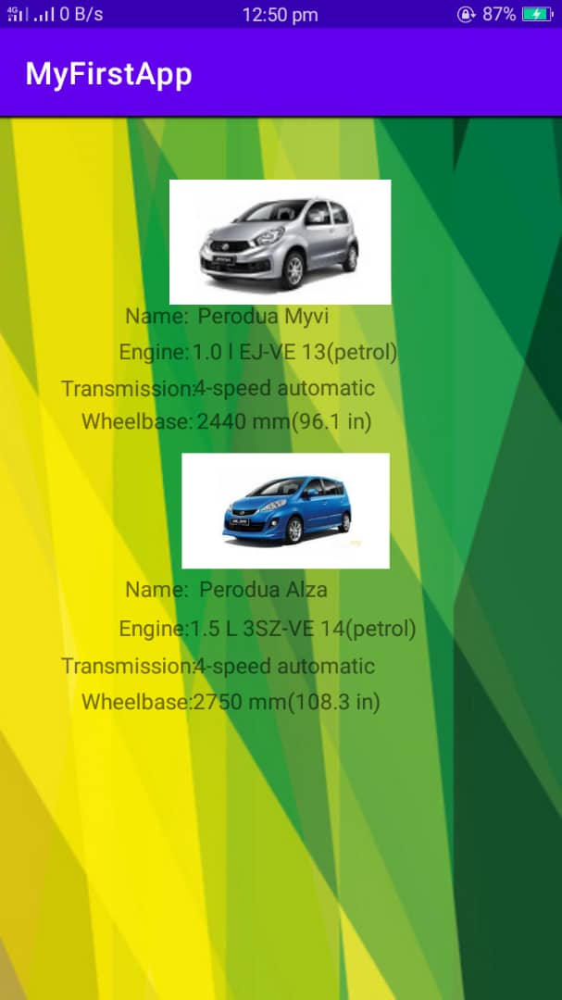 4G 0 B/s 12:50 pm 87%
MyFirstApp
Name: Perodua Myvi
Engine: 1.0 l EJ-VE 13(petrol)
Transmission:4-speed automatic
Wheelbase: 2440 mm(96.1 in)
Name: Perodua Alza
Engine:1.5 L 3SZ-VE 14(petrol)
Transmission:4-speed automatic
Wheelbase:2750 mm(108.3 in)